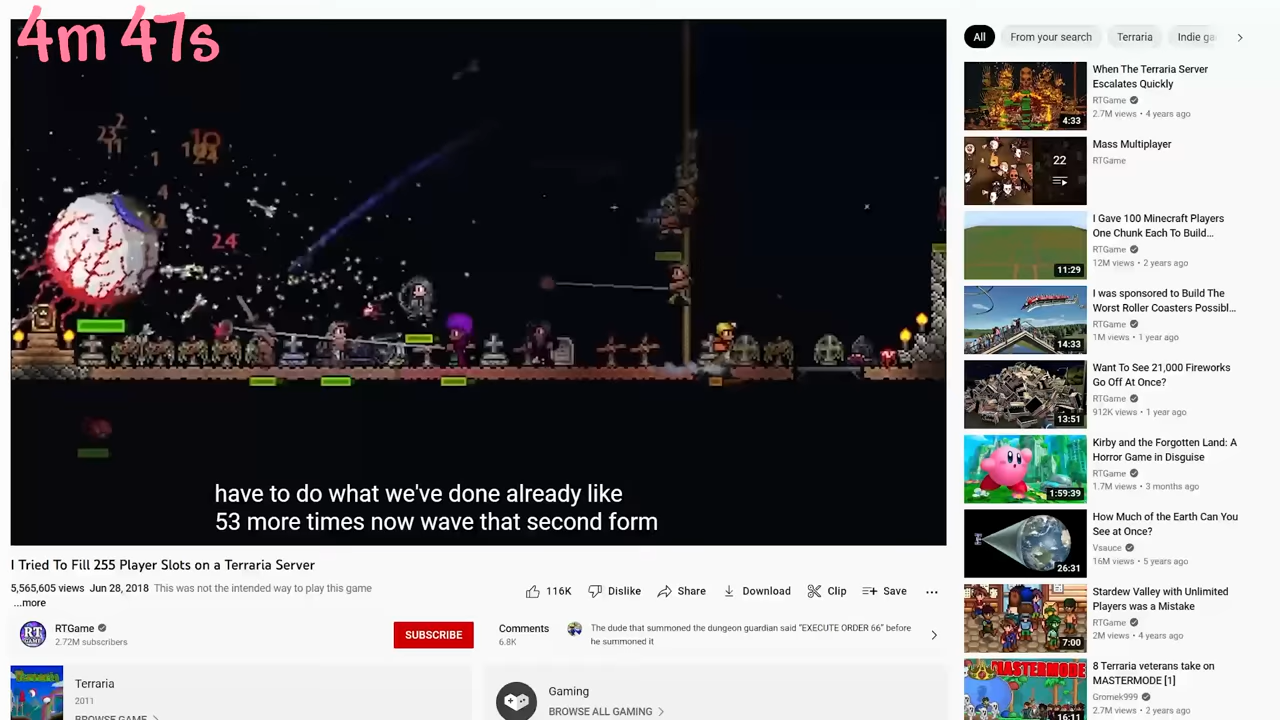 4m 47s
23 2
11
1
10
124
4
24
have to do what we've done already like
53 more times now wave that second form
I Tried To Fill 255 Player Slots on a Terraria Server
5,565,605 views Jun 28, 2018 This was not the intended way to play this game
...more
116K Dislike Share Download Clip Save ...
RT GAME
RTGame
2.72M subscribers
SUBSCRIBE
Comments
6.8K
The dude that summoned the dungeon guardian said "EXECUTE ORDER 66" before
he summoned it
Terraria
2011
BROWSE GAME
Gaming
BROWSE ALL GAMING
All From your search Terraria Indie ga
When The Terraria Server
Escalates Quickly
RTGame
2.7M views • 4 years ago
4:33
Mass Multiplayer
RTGame
22
I Gave 100 Minecraft Players
One Chunk Each To Build...
RTGame
12M views • 2 years ago
11:29
I was sponsored to Build The
Worst Roller Coasters Possibl...
RTGame
1M views • 1 year ago
14:33
Want To See 21,000 Fireworks
Go Off At Once?
RTGame
912K views • 1 year ago
13:51
Kirby and the Forgotten Land: A
Horror Game in Disguise
RTGame
1.7M views • 3 months ago
1:59:39
How Much of the Earth Can You
See at Once?
Vsauce
16M views • 5 years ago
26:31
Stardew Valley with Unlimited
Players was a Mistake
RTGame
2M views • 4 years ago
7:00
8 Terraria veterans take on
MASTERMODE [1]
Gromek999
2.7M views • 2 years ago
MASTERMODE
16:11